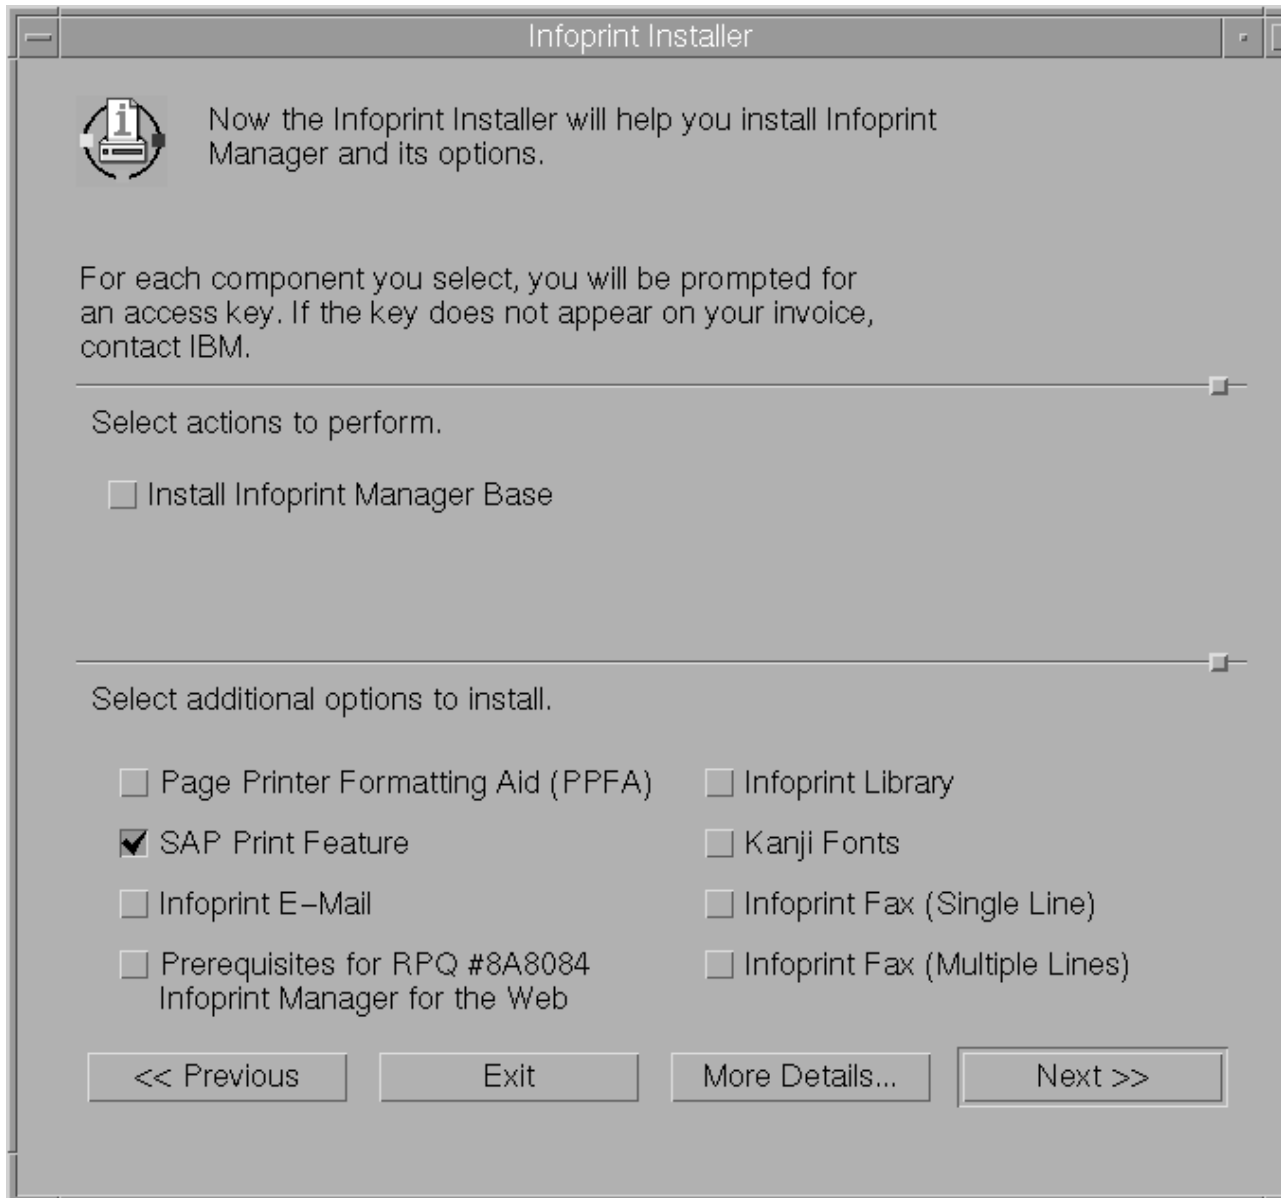 Infoprint Installer
Now the Infoprint Installer will help you install Infoprint
Manager and its options.
For each component you select, you will be prompted for
an access key. If the key does not appear on your invoice,
contact IBM.
Select actions to perform.
Install Infoprint Manager Base
Select additional options to install.
Page Printer Formatting Aid (PPFA)
Infoprint Library
SAP Print Feature
Kanji Fonts
Infoprint E-Mail
Infoprint Fax (Single Line)
Prerequisites for RPQ #8A8084
Infoprint Manager for the Web
Infoprint Fax (Multiple Lines)
<< Previous
Exit
More Details...
Next >>